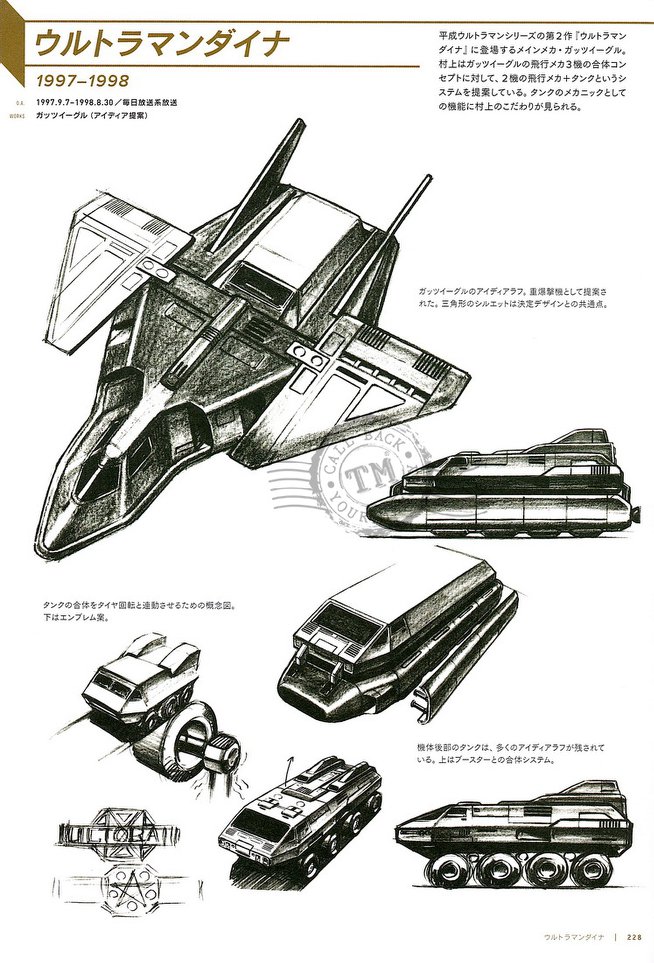 ウルトラマンダイナ
1997–1998
O.A. 1997.9.7–1998.8.30／毎日放送系放送
WORKS ガッツイーグル（アイディア提案）
平成ウルトラマンシリーズの第2作『ウルトラマン
ダイナ』に登場するメインメカ・ガッツイーグル。
村上はガッツイーグルの飛行メカ3機の合体コン
セプトに対して、2機の飛行メカ＋タンクというシ
ステムを提案している。タンクのメカニックとして
の機能に村上のこだわりが見られる。
ガッツイーグルのアイディアラフ。重爆撃機として提案さ
れた。三角形のシルエットは決定デザインとの共通点。
CALL BACK
TM
YOUR
タンクの合体をタイヤ回転と連動させるための概念図。
下はエンブレム案。
機体後部のタンクは、多くのアイディアラフが残されて
いる。上はブースターとの合体システム。
ウルトラマンダイナ | 228